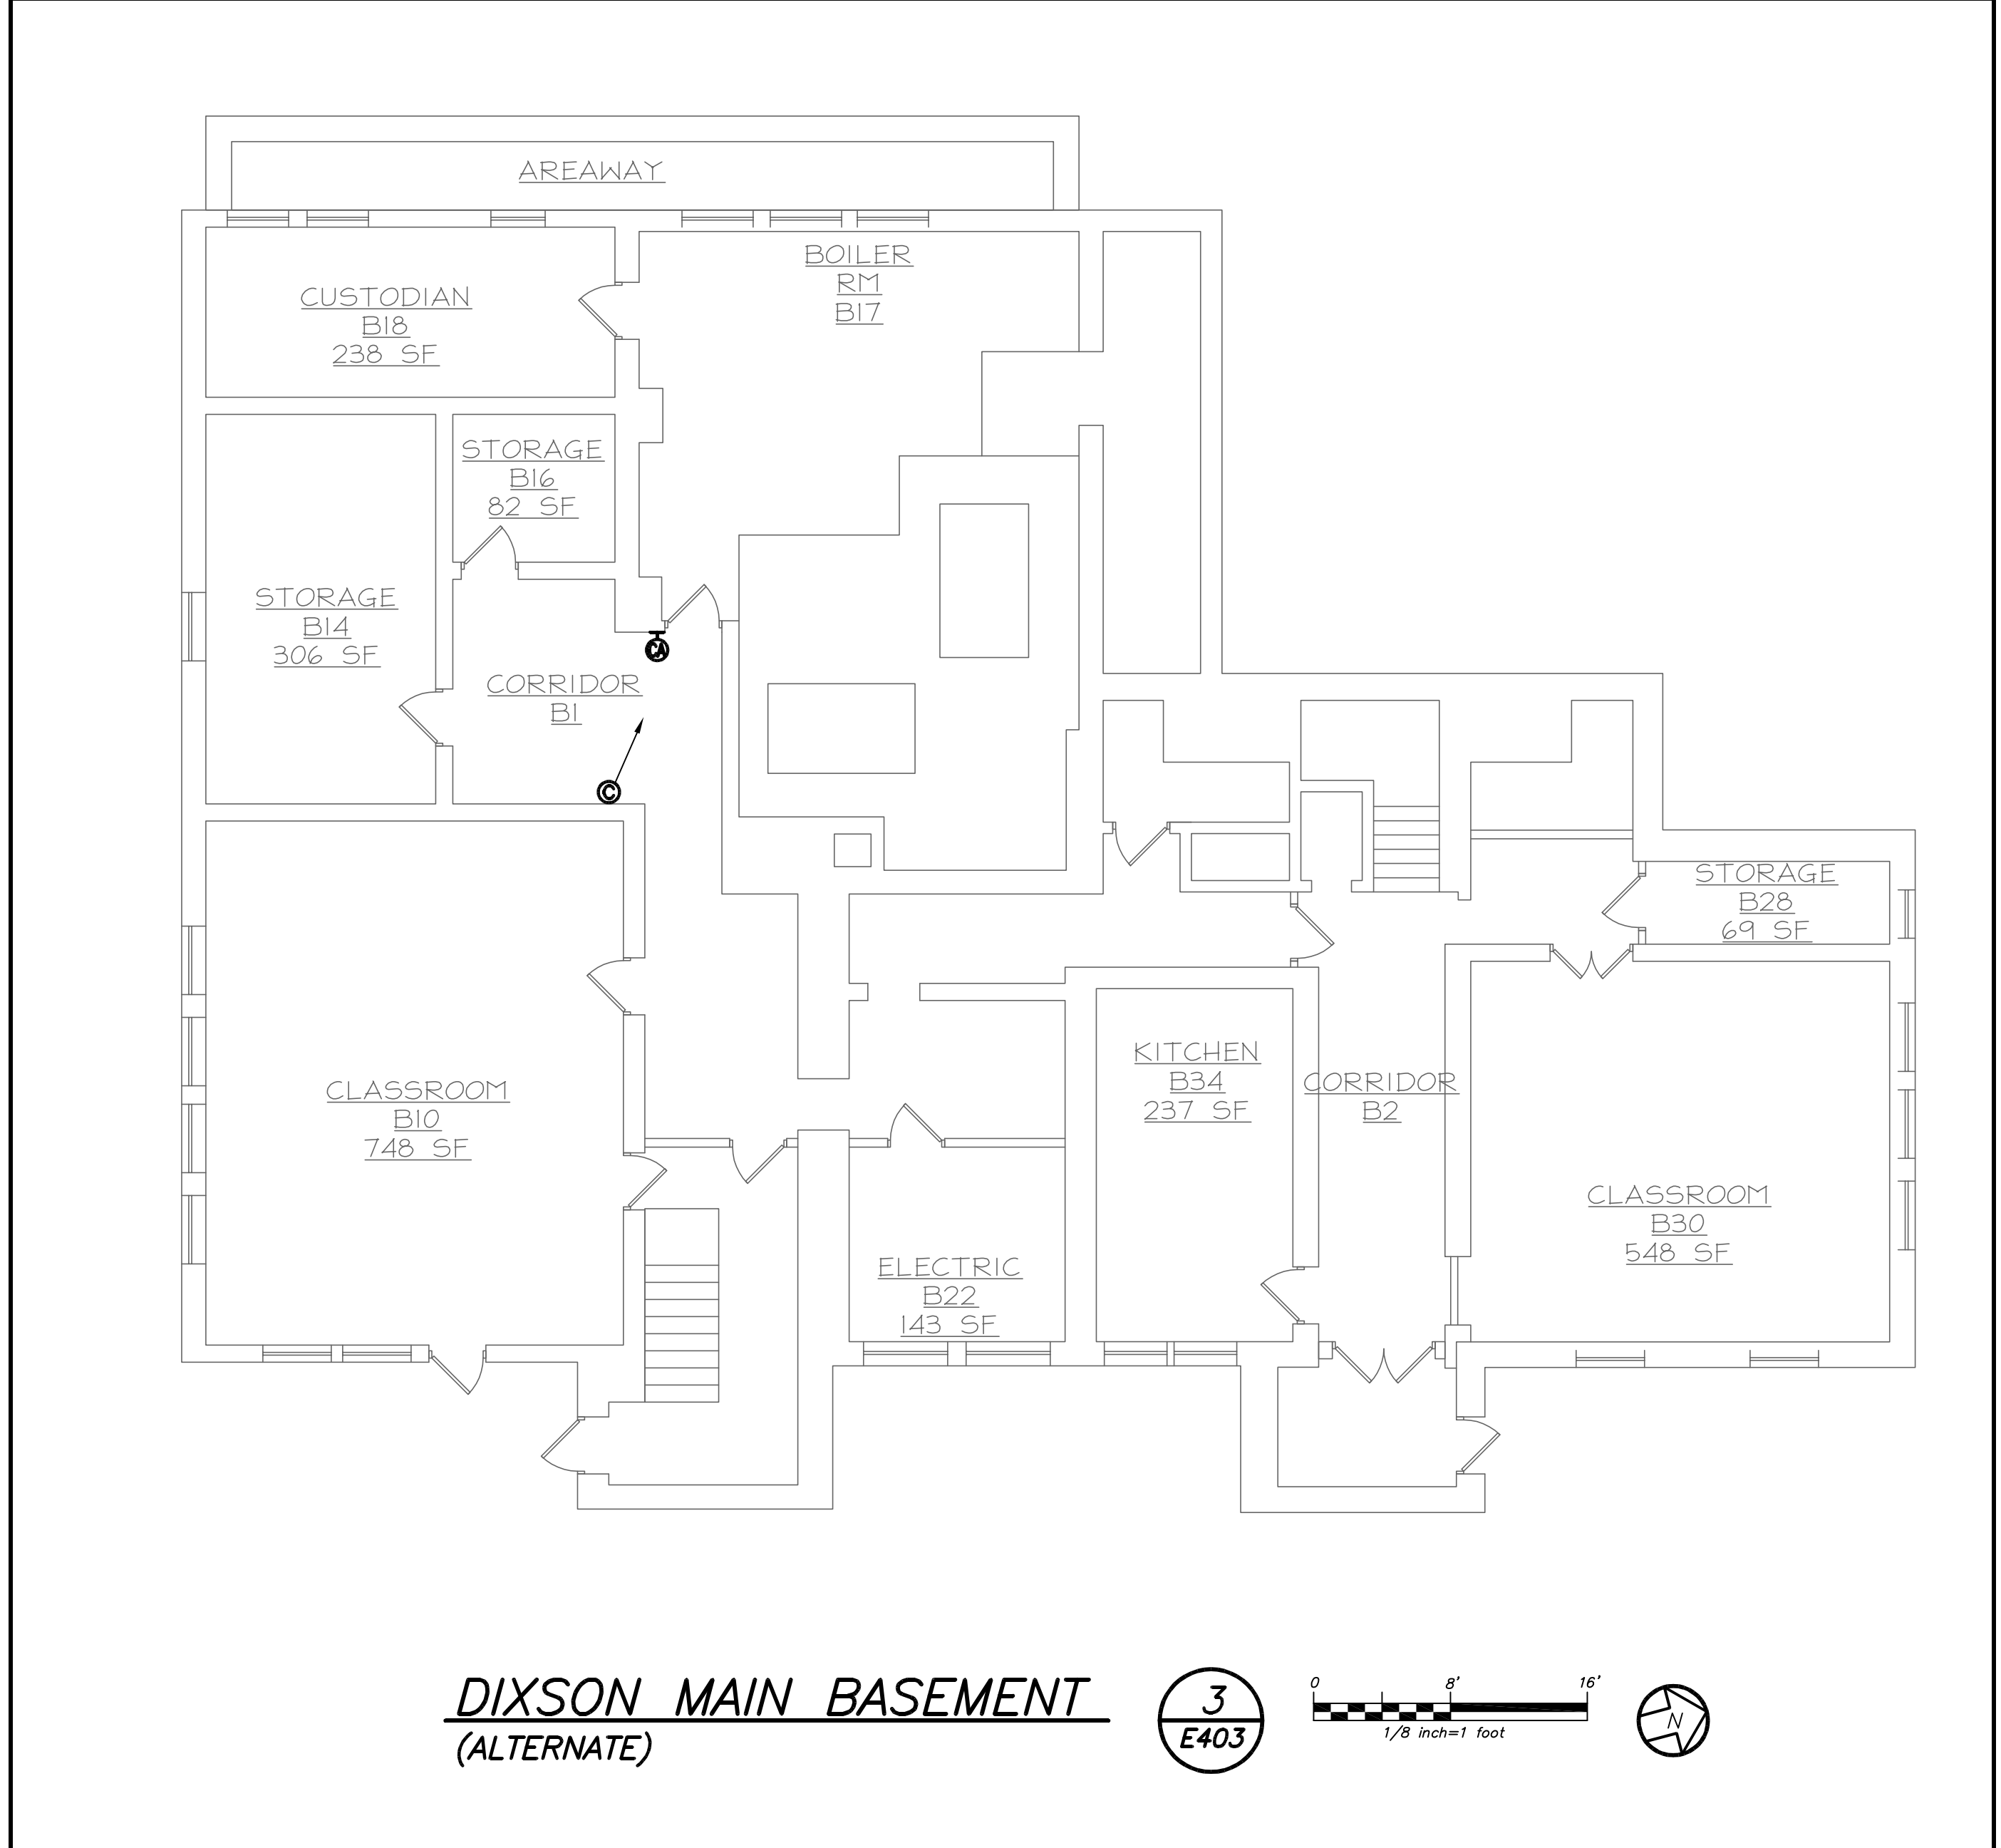 AREAWAY
BOILER
RM
B17
CUSTODIAN
B18
238 SF
STORAGE
B16
82 SF
STORAGE
B14
306 SF
CA
CORRIDOR
B1
C
STORAGE
B28
69 SF
KITCHEN
B34
237 SF
CORRIDOR
B2
CLASSROOM
B10
748 SF
CLASSROOM
B30
548 SF
ELECTRIC
B22
143 SF
DIXSON MAIN BASEMENT
(ALTERNATE)
3
E403
0 8' 16'
1/8 inch=1 foot
N